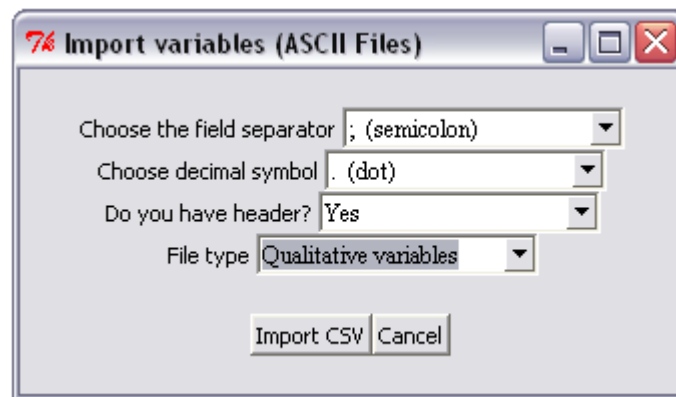 Import variables (ASCII Files)
Choose the field separator ; (semicolon)
Choose decimal symbol . (dot)
Do you have header? Yes
File type Qualitative variables
Import CSV Cancel